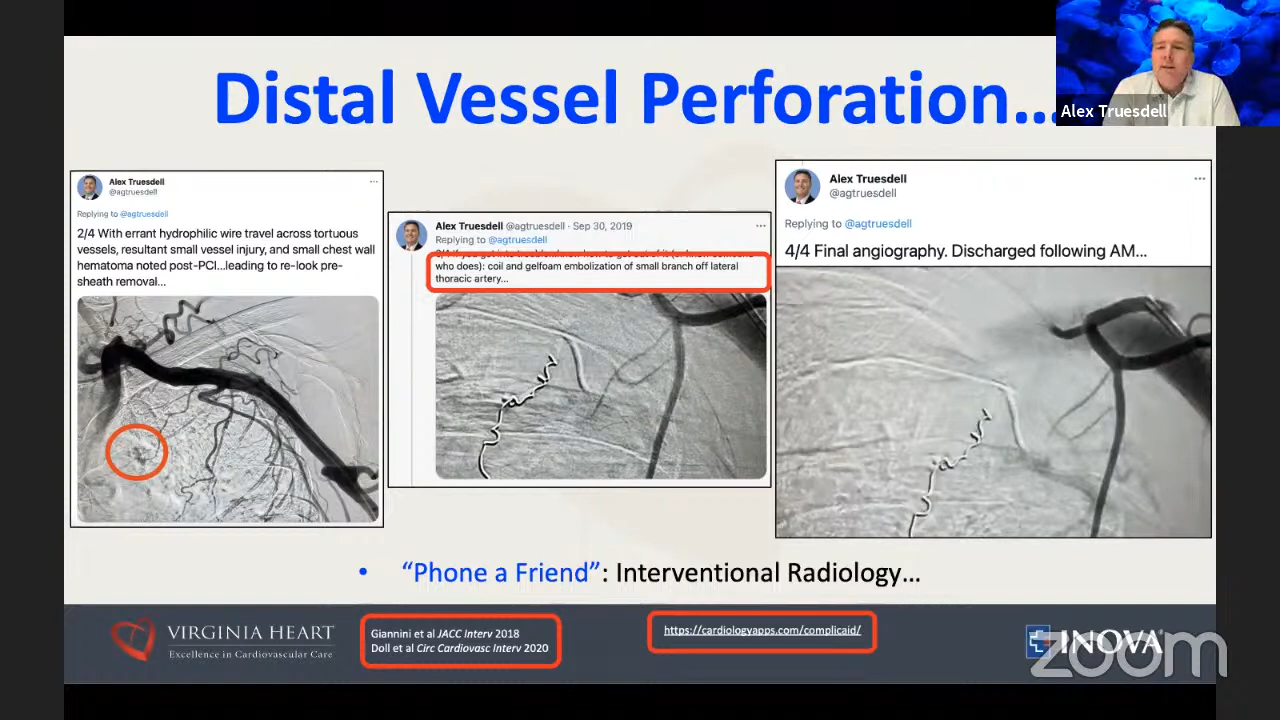 Distal Vessel Perforation...
Alex Truesdell
Alex Truesdell
@agtruesdell
Replying to @agtruesdell
2/4 With errant hydrophilic wire travel across tortuous
vessels, resultant small vessel injury, and small chest wall
hematoma noted post-PCI...leading to re-look pre-
sheath removal...
Alex Truesdell @agtruesdell · Sep 30, 2019
Replying to @agtruesdell
who does): coil and gelfoam embolization of small branch off lateral
thoracic artery...
Alex Truesdell
@agtruesdell
Replying to @agtruesdell
4/4 Final angiography. Discharged following AM...
• “Phone a Friend”: Interventional Radiology...
VIRGINIA HEART
Excellence in Cardiovascular Care
Giannini et al JACC Interv 2018
Doll et al Circ Cardiovasc Interv 2020
https://cardiologyapps.com/complicaid/
INOVA
zoom